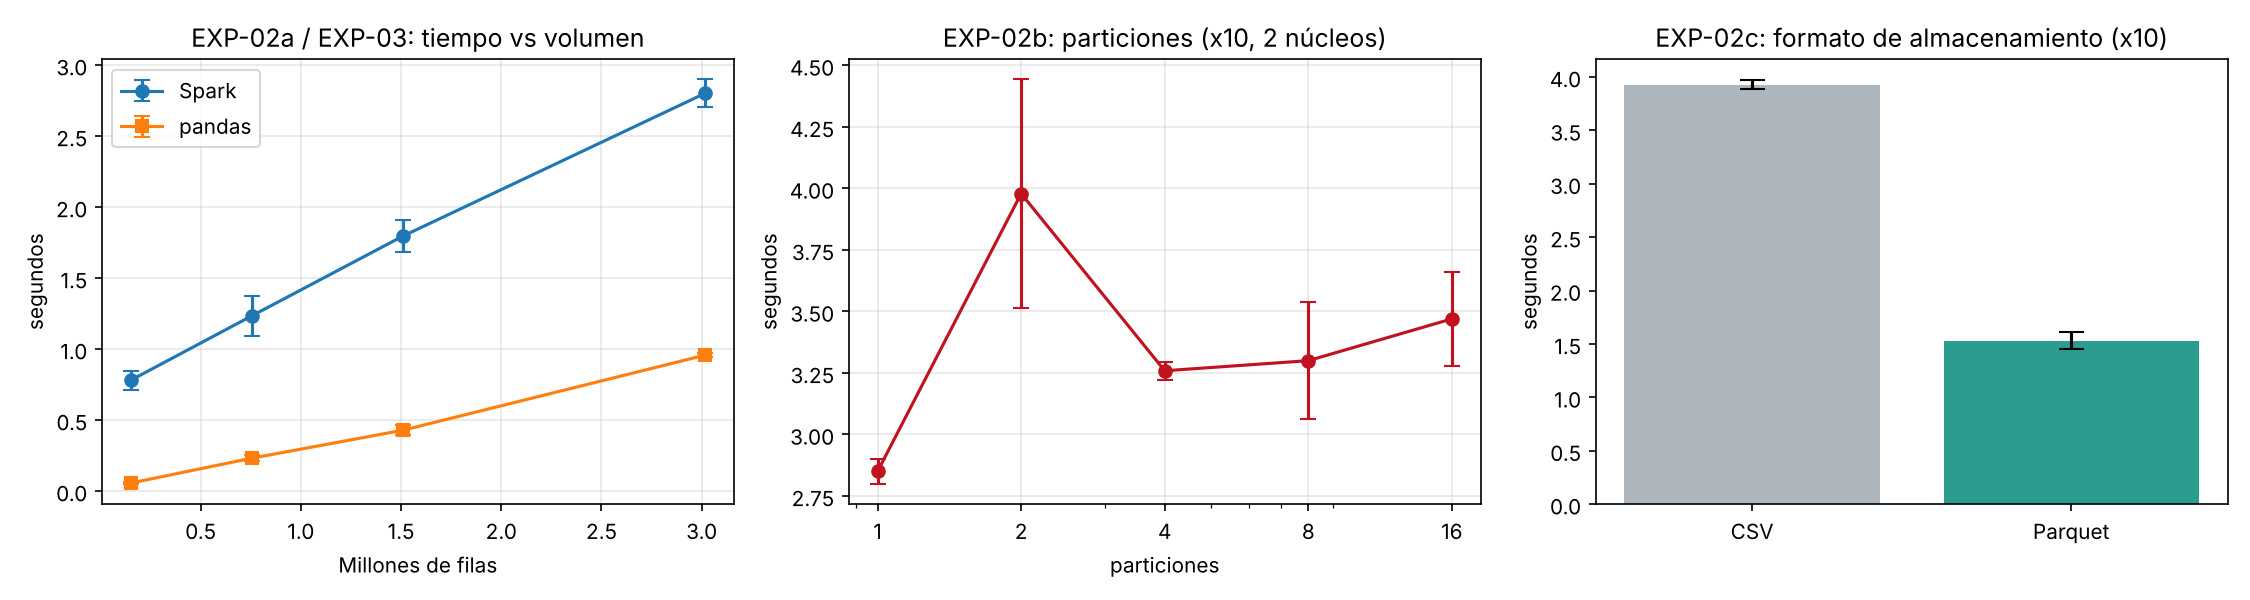 EXP-02a / EXP-03: tiempo vs volumen
segundos
3.0
2.5
2.0
1.5
1.0
0.5
0.0
Spark
pandas
0.5 1.0 1.5 2.0 2.5 3.0
Millones de filas
EXP-02b: particiones (x10, 2 núcleos)
segundos
4.50
4.25
4.00
3.75
3.50
3.25
3.00
2.75
1 2 4 8 16
particiones
EXP-02c: formato de almacenamiento (x10)
segundos
4.0
3.5
3.0
2.5
2.0
1.5
1.0
0.5
0.0
CSV Parquet